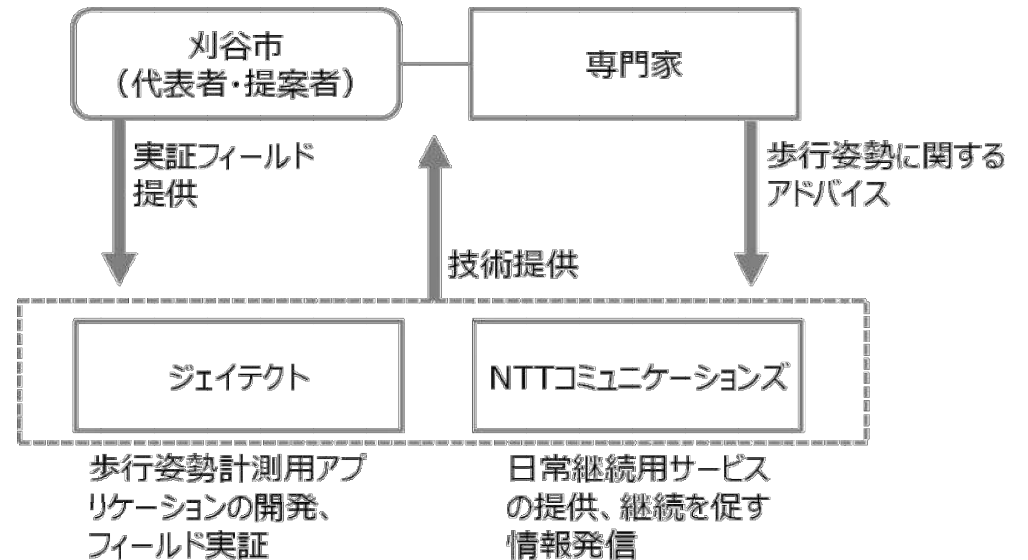 刈谷市
（代表者・提案者）
専門家
実証フィールド
提供
歩行姿勢に関する
アドバイス
技術提供
ジェイテクト
NTTコミュニケーションズ
歩行姿勢計測用アプ
リケーションの開発、
フィールド実証
日常継続用サービス
の提供、継続を促す
情報発信